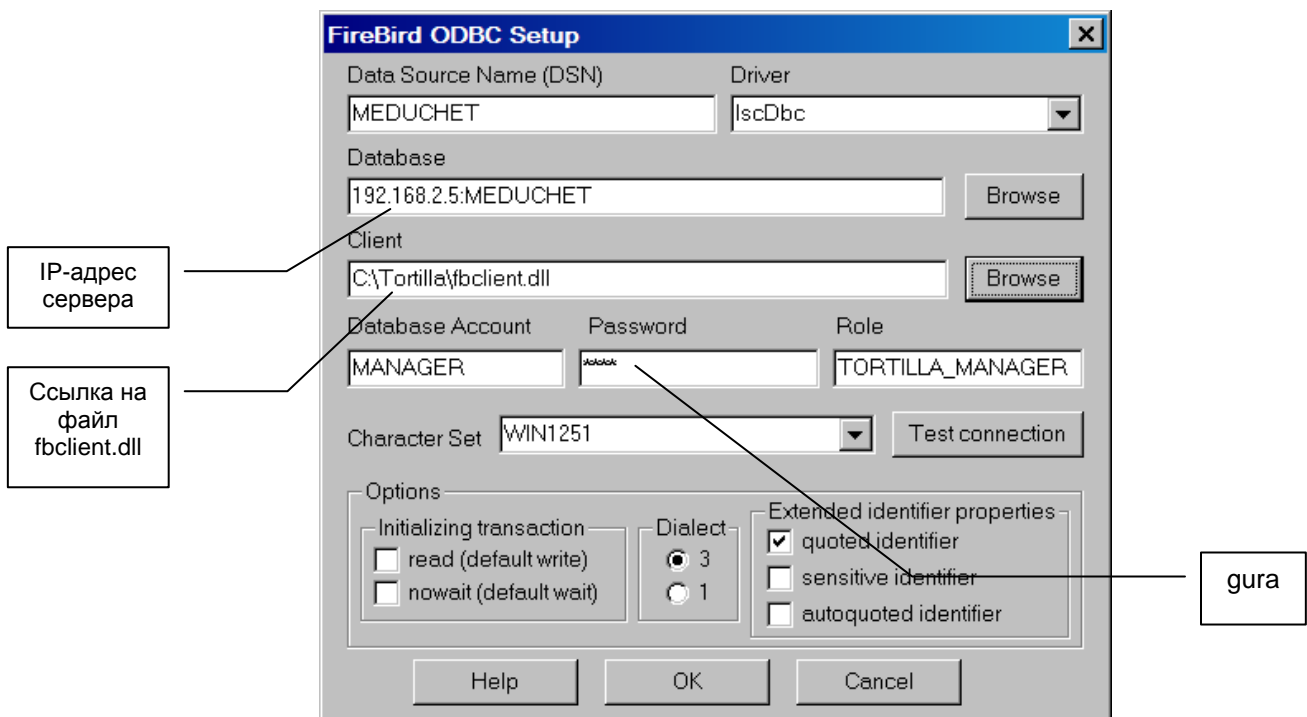 FireBird ODBC Setup
Data Source Name (DSN)
Driver
MEDUCHET
IscDbc
Database
192.168.2.5:MEDUCHET
Browse
Client
C:\Tortilla\fbclient.dll
Browse
IP-адрес
сервера
Database Account
Password
Role
MANAGER
****
TORTILLA_MANAGER
Ссылка на
файл
fbclient.dll
Character Set
WIN1251
Test connection
Options
Initializing transaction
read (default write)
nowait (default wait)
Dialect
3
1
Extended identifier properties
quoted identifier
sensitive identifier
autoquoted identifier
gura
Help
OK
Cancel